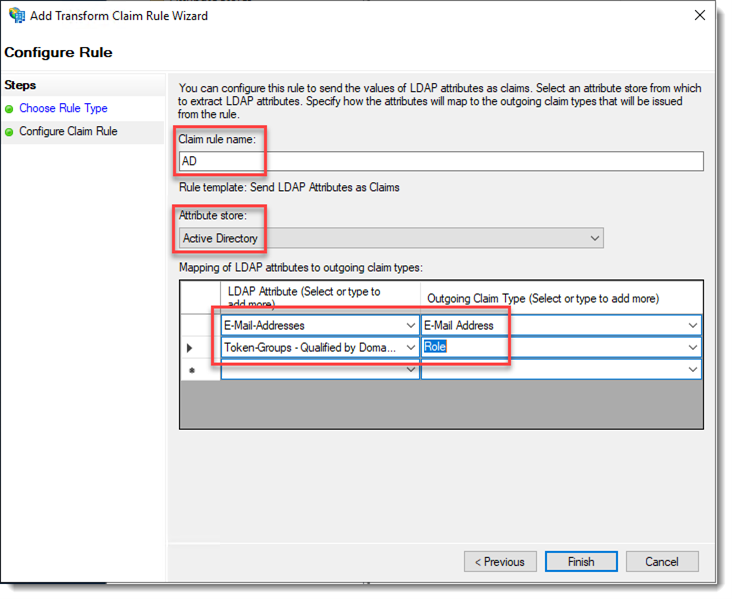 Add Transform Claim Rule Wizard
Configure Rule
Steps
Choose Rule Type
Configure Claim Rule
You can configure this rule to send the values of LDAP attributes as claims. Select an attribute store from which
to extract LDAP attributes. Specify how the attributes will map to the outgoing claim types that will be issued
from the rule.
Claim rule name:
AD
Rule template: Send LDAP Attributes as Claims
Attribute store:
Active Directory
Mapping of LDAP attributes to outgoing claim types:
LDAP Attribute (Select or type to
add more)
Outgoing Claim Type (Select or type to add more)
E-Mail-Addresses
E-Mail Address
Token-Groups - Qualified by Doma...
Role
< Previous
Finish
Cancel